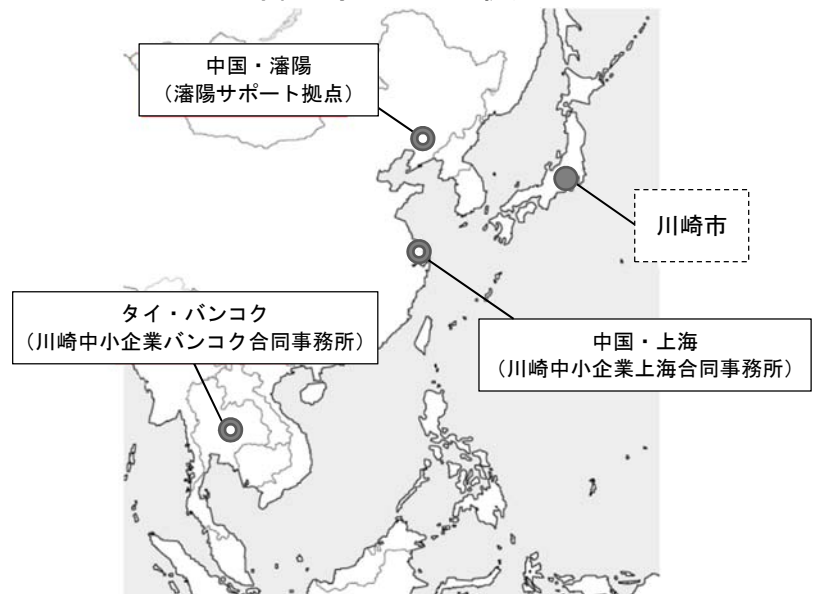 中国・瀋陽
（瀋陽サポート拠点）
川崎市
タイ・バンコク
（川崎中小企業バンコク合同事務所）
中国・上海
（川崎中小企業上海合同事務所）